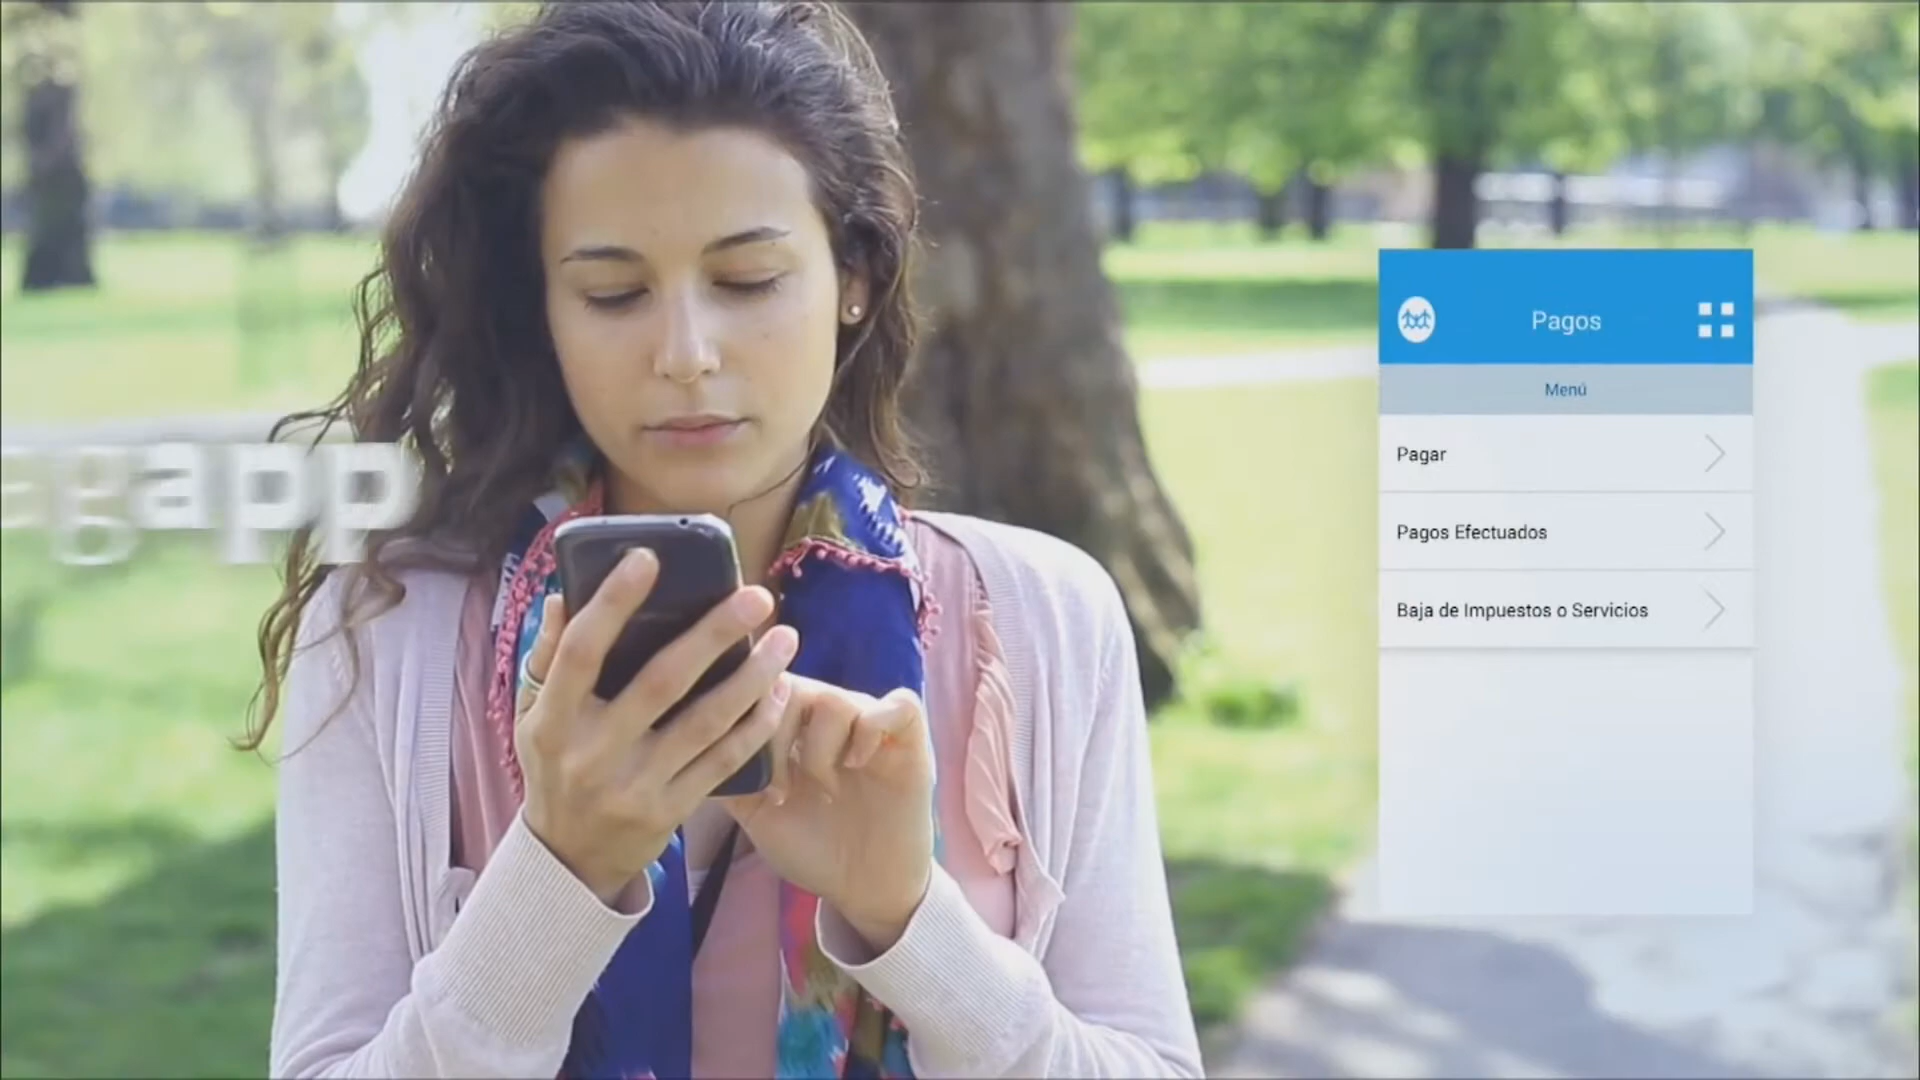 agapp
Pagos
Menú
Pagar
Pagos Efectuados
Baja de Impuestos o Servicios